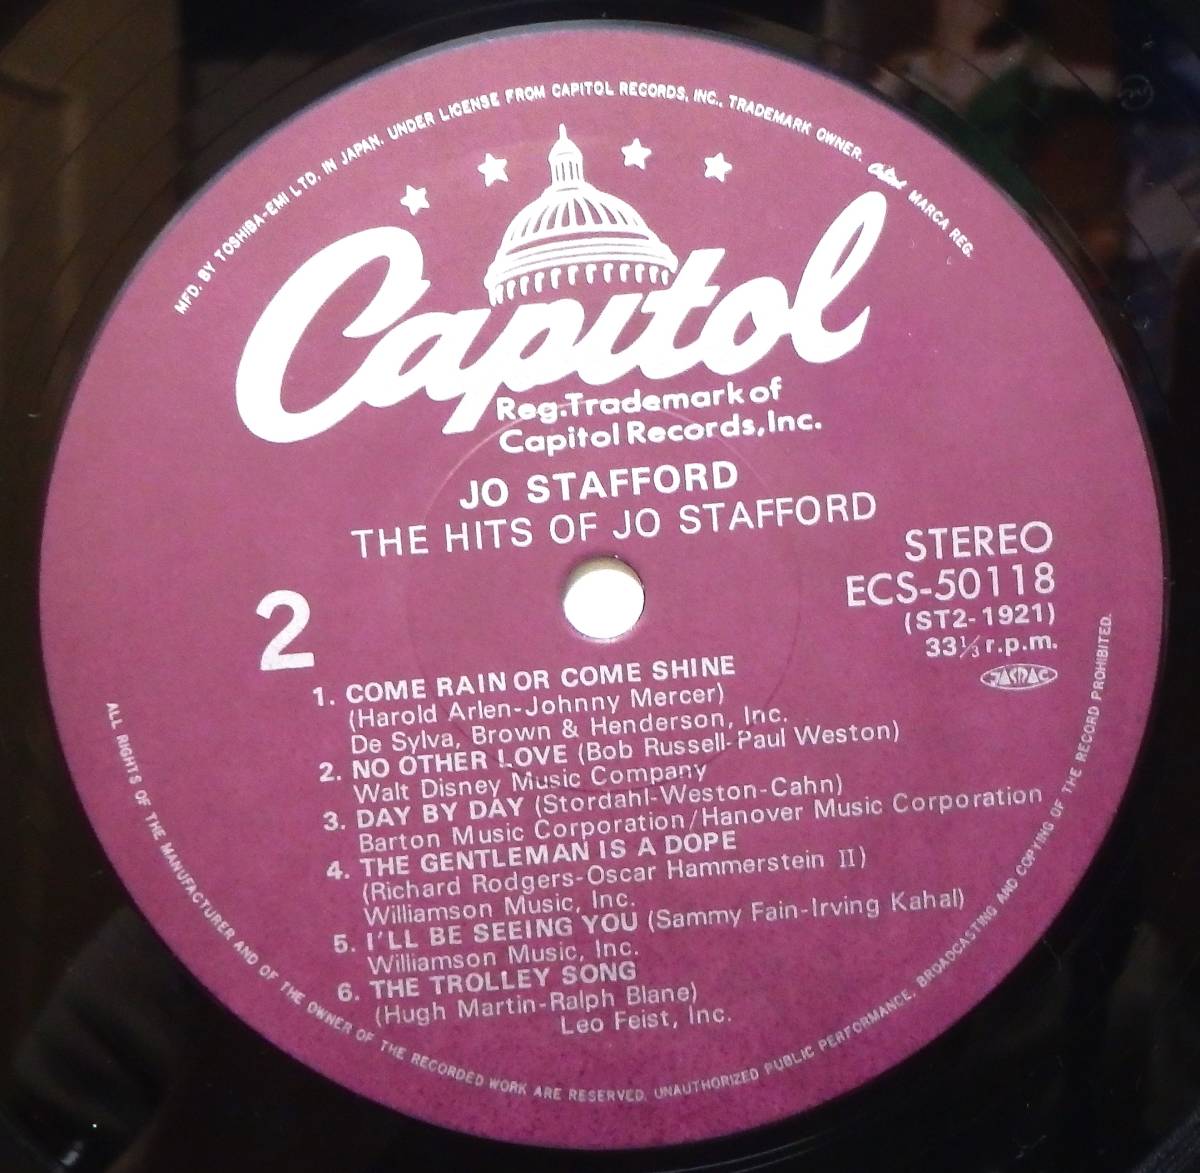 MFD. BY TOSHIBA-EMI LTD. IN JAPAN. UNDER LICENSE FROM CAPITOL RECORDS, INC., TRADEMARK OWNER. Capitol MARCA REG.
Capitol
Reg.Trademark of
Capitol Records,Inc.
JO STAFFORD
THE HITS OF JO STAFFORD
STEREO
ECS-50118
(ST2-1921)
33⅓ r.p.m.
JASRAC
2
1. COME RAIN OR COME SHINE
(Harold Arlen-Johnny Mercer)
De Sylva, Brown & Henderson, Inc.
2. NO OTHER LOVE (Bob Russell-Paul Weston)
Walt Disney Music Company
3. DAY BY DAY (Stordahl-Weston-Cahn)
Barton Music Corporation/Hanover Music Corporation
4. THE GENTLEMAN IS A DOPE
(Richard Rodgers-Oscar Hammerstein II)
Williamson Music, Inc.
5. I'LL BE SEEING YOU (Sammy Fain-Irving Kahal)
Williamson Music, Inc.
6. THE TROLLEY SONG
(Hugh Martin-Ralph Blane)
Leo Feist, Inc.
ALL RIGHTS OF THE MANUFACTURER AND OF THE OWNER OF THE RECORDED WORK ARE RESERVED. UNAUTHORIZED PUBLIC PERFORMANCE, BROADCASTING AND COPYING OF THE RECORD PROHIBITED.